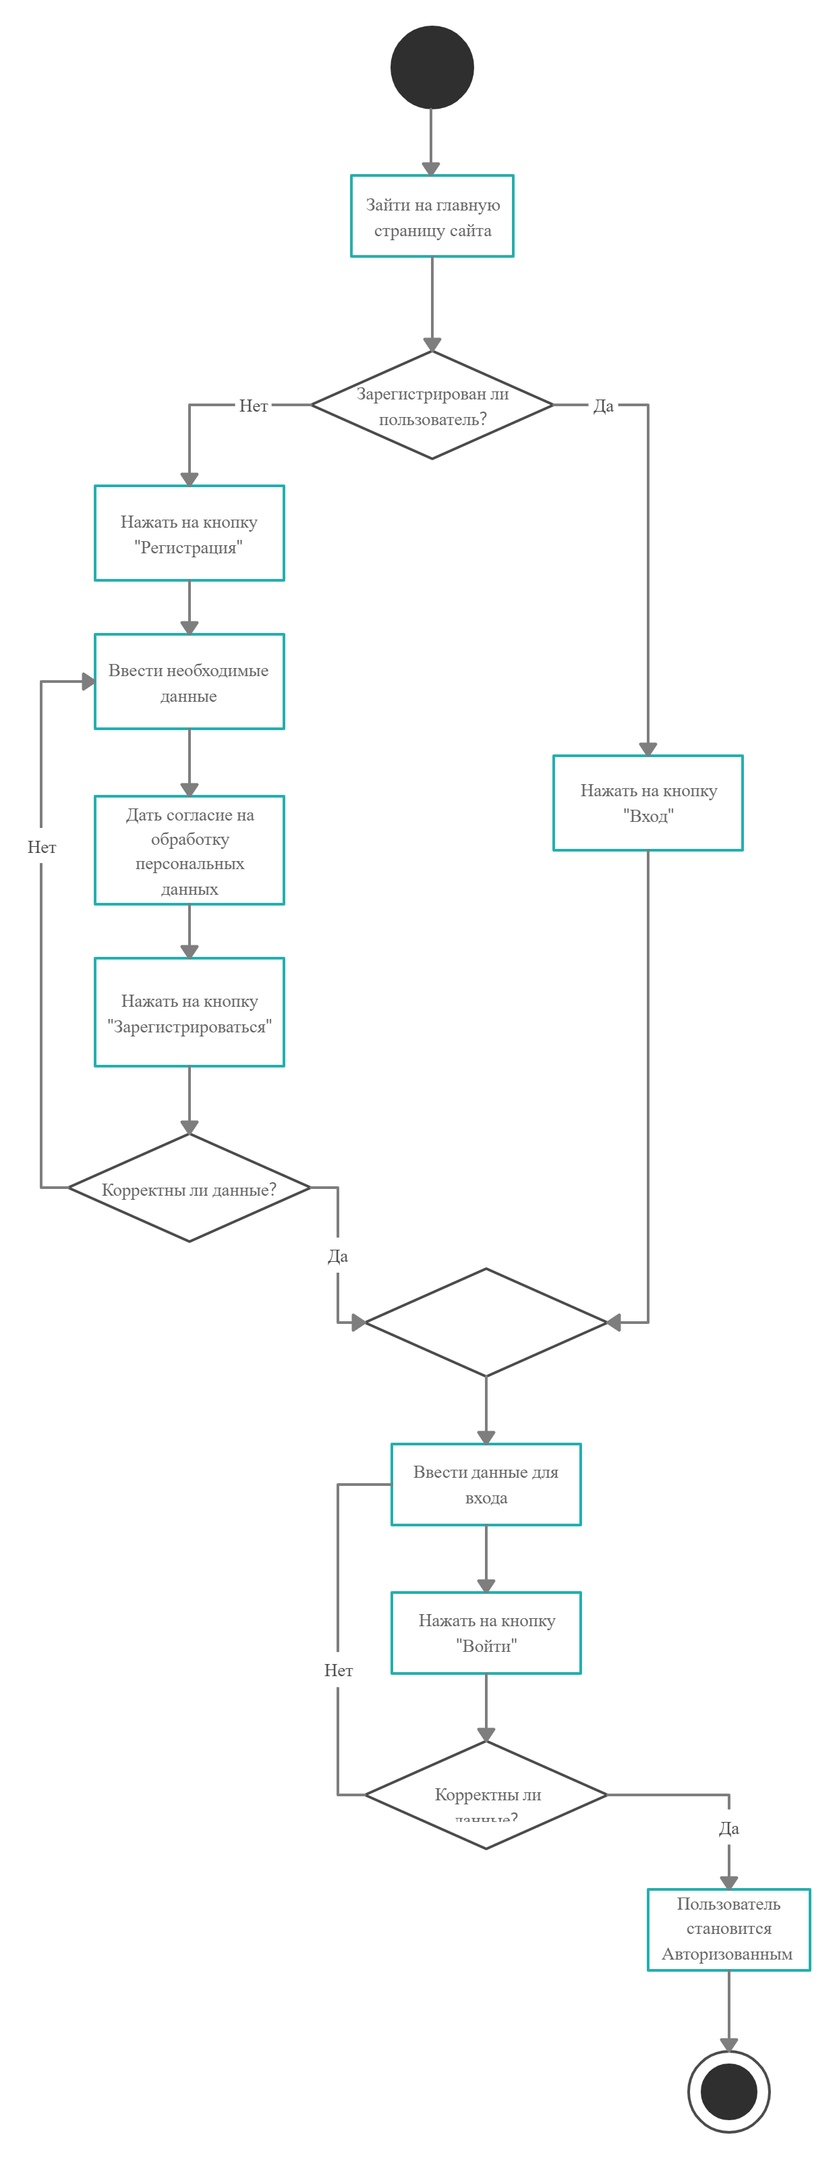 Зайти на главную
страницу сайта
Зарегистрирован ли
пользователь?
Нет
Да
Нажать на кнопку
"Регистрация"
Ввести необходимые
данные
Нажать на кнопку
"Вход"
Дать согласие на
обработку
персональных
данных
Нет
Нажать на кнопку
"Зарегистрироваться"
Корректны ли данные?
Да
Ввести данные для
входа
Нажать на кнопку
"Войти"
Нет
Корректны ли
данные?
Да
Пользователь
становится
Авторизованным